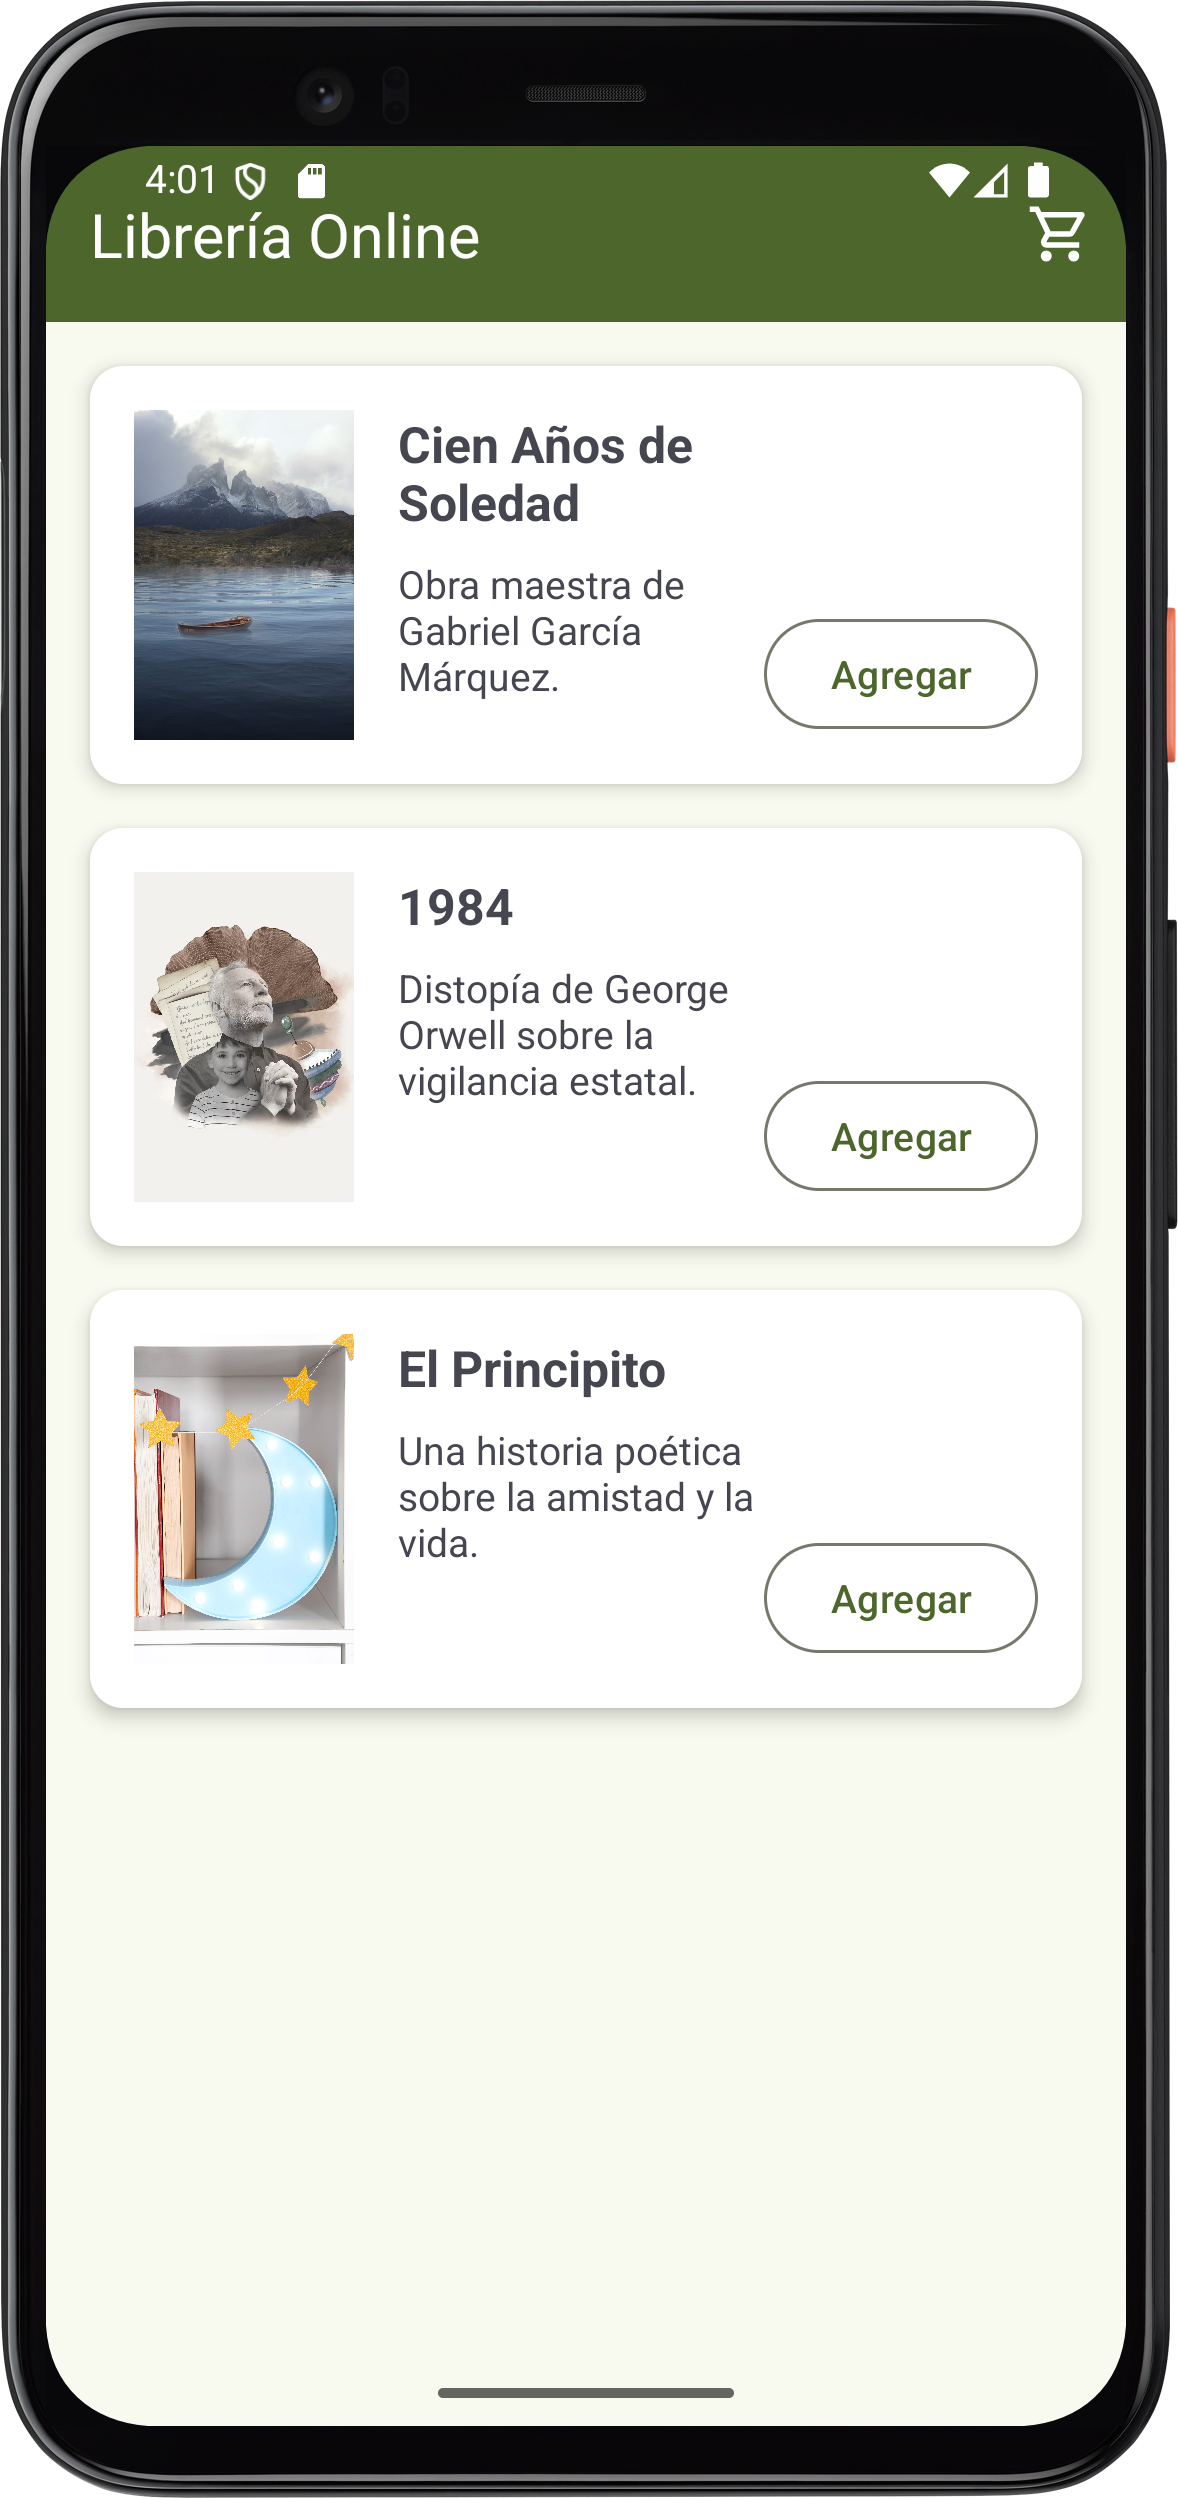 4:01
Librería Online
Cien Años de
Soledad
Obra maestra de
Gabriel García
Márquez.
Agregar
1984
Distopía de George
Orwell sobre la
vigilancia estatal.
Agregar
El Principito
Una historia poética
sobre la amistad y la
vida.
Agregar